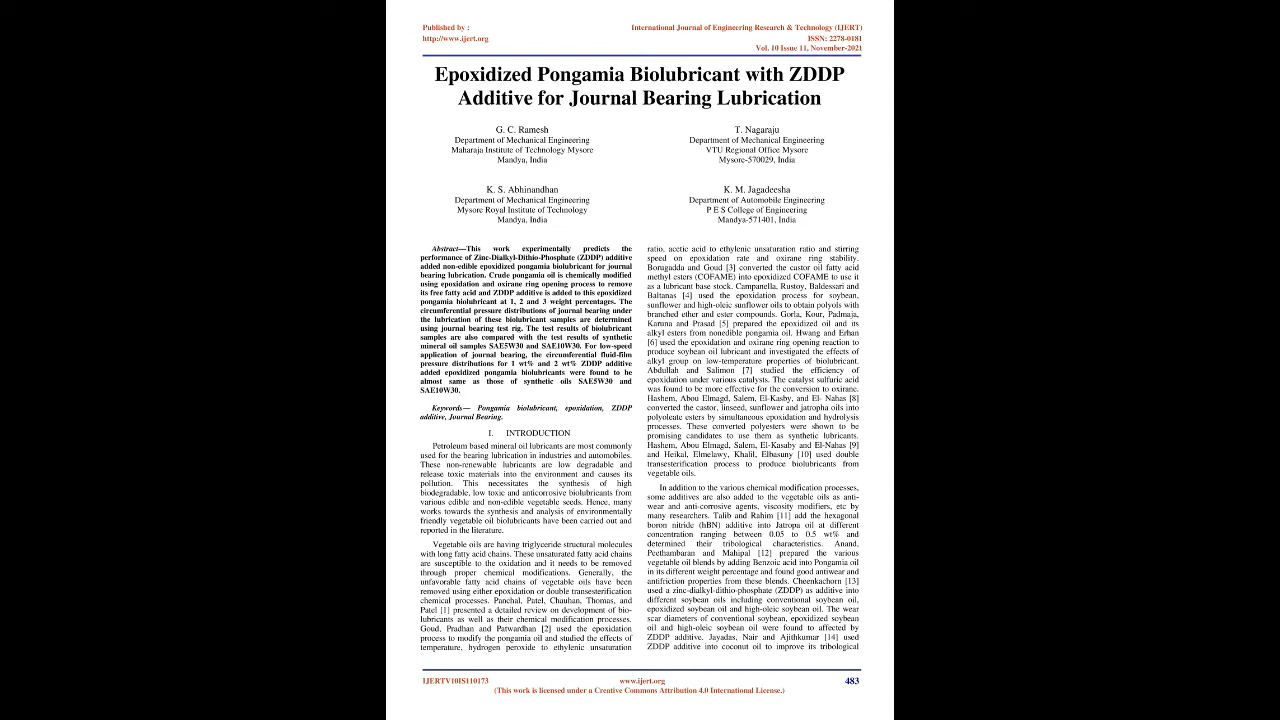 Published by :
http://www.ijert.org
International Journal of Engineering Research & Technology (IJERT)
ISSN: 2278-0181
Vol. 10 Issue 11, November-2021
Epoxidized Pongamia Biolubricant with ZDDP
Additive for Journal Bearing Lubrication
G. C. Ramesh
Department of Mechanical Engineering
Maharaja Institute of Technology Mysore
Mandya, India
T. Nagaraju
Department of Mechanical Engineering
VTU Regional Office Mysore
Mysore-570029, India
K. S. Abhinandhan
Department of Mechanical Engineering
Mysore Royal Institute of Technology
Mandya, India
K. M. Jagadeesha
Department of Automobile Engineering
P E S College of Engineering
Mandya-571401, India
Abstract—This work experimentally predicts the
performance of Zinc-Dialkyl-Dithio-Phosphate (ZDDP) additive
added non-edible epoxidized pongamia biolubricant for journal
bearing lubrication. Crude pongamia oil is chemically modified
using epoxidation and oxirane ring opening process to remove
its free fatty acid and ZDDP additive is added to this epoxidized
pongamia biolubricant at 1, 2 and 3 weight percentages. The
circumferential pressure distributions of journal bearing under
the lubrication of these biolubricant samples are determined
using journal bearing test rig. The test results of biolubricant
samples are also compared with the test results of synthetic
mineral oil samples SAE5W30 and SAE10W30. For low-speed
application of journal bearing, the circumferential fluid-film
pressure distributions for 1 wt% and 2 wt% ZDDP additive
added epoxidized pongamia biolubricants were found to be
almost same as those of synthetic oils SAE5W30 and
SAE10W30.
Keywords— Pongamia biolubricant, epoxidation, ZDDP
additive, Journal Bearing.
I. INTRODUCTION
Petroleum based mineral oil lubricants are most commonly
used for the bearing lubrication in industries and automobiles.
These non-renewable lubricants are low degradable and
release toxic materials into the environment and causes its
pollution. This necessitates the synthesis of high
biodegradable, low toxic and anticorrosive biolubricants from
various edible and non-edible vegetable seeds. Hence, many
works towards the synthesis and analysis of environmentally
friendly vegetable oil biolubricants have been carried out and
reported in the literature.
Vegetable oils are having triglyceride structural molecules
with long fatty acid chains. These unsaturated fatty acid chains
are susceptible to the oxidation and it needs to be removed
through proper chemical modifications. Generally, the
unfavorable fatty acid chains of vegetable oils have been
removed using either epoxidation or double transesterification
chemical processes. Panchal, Patel, Chauhan, Thomas, and
Patel [1] presented a detailed review on development of bio-
lubricants as well as their chemical modification processes.
Goud, Pradhan and Patwardhan [2] used the epoxidation
process to modify the pongamia oil and studied the effects of
temperature, hydrogen peroxide to ethylenic unsaturation
ratio, acetic acid to ethylenic unsaturation ratio and stirring
speed on epoxidation rate and oxirane ring stability.
Borugadda and Goud [3] converted the castor oil fatty acid
methyl esters (COFAME) into epoxidized COFAME to use it
as a lubricant base stock. Campanella, Rustoy, Baldessari and
Baltanas [4] used the epoxidation process for soybean,
sunflower and high-oleic sunflower oils to obtain polyols with
branched ether and ester compounds. Gorla, Kour, Padmaja,
Karuna and Prasad [5] prepared the epoxidized oil and its
alkyl esters from nonedible pongamia oil. Hwang and Erhan
[6] used the epoxidation and oxirane ring opening reaction to
produce soybean oil lubricant and investigated the effects of
alkyl group on low-temperature properties of biolubricant.
Abdullah and Salimon [7] studied the efficiency of
epoxidation under various catalysts. The catalyst sulfuric acid
was found to be more effective for the conversion to oxirane.
Hashem, Abou Elmagd, Salem, El-Kasby, and El- Nahas [8]
converted the castor, linseed, sunflower and jatropha oils into
polyoleate esters by simultaneous epoxidation and hydrolysis
processes. These converted polyesters were shown to be
promising candidates to use them as synthetic lubricants.
Hashem, Abou Elmagd, Salem, El-Kasaby and El-Nahas [9]
and Heikal, Elmelawy, Khalil, Elbasuny [10] used double
transesterification process to produce biolubricants from
vegetable oils.
In addition to the various chemical modification processes,
some additives are also added to the vegetable oils as anti-
wear and anti-corrosive agents, viscosity modifiers, etc by
many researchers. Talib and Rahim [11] add the hexagonal
boron nitride (hBN) additive into Jatropa oil at different
concentration ranging between 0.05 to 0.5 wt% and
determined their tribological characteristics. Anand,
Peethambaran and Mahipal [12] prepared the various
vegetable oil blends by adding Benzoic acid into Pongamia oil
in its different weight percentage and found good antiwear and
antifriction properties from these blends. Cheenkachorn [13]
used a zinc-dialkyl-dithio-phosphate (ZDDP) as additive into
different soybean oils including conventional soybean oil,
epoxidized soybean oil and high-oleic soybean oil. The wear
scar diameters of conventional soybean, epoxidized soybean
oil and high-oleic soybean oil were found to affected by
ZDDP additive. Jayadas, Nair and Ajithkumar [14] used
ZDDP additive into coconut oil to improve its tribological
IJERTV10IS110173
www.ijert.org
483
(This work is licensed under a Creative Commons Attribution 4.0 International License.)